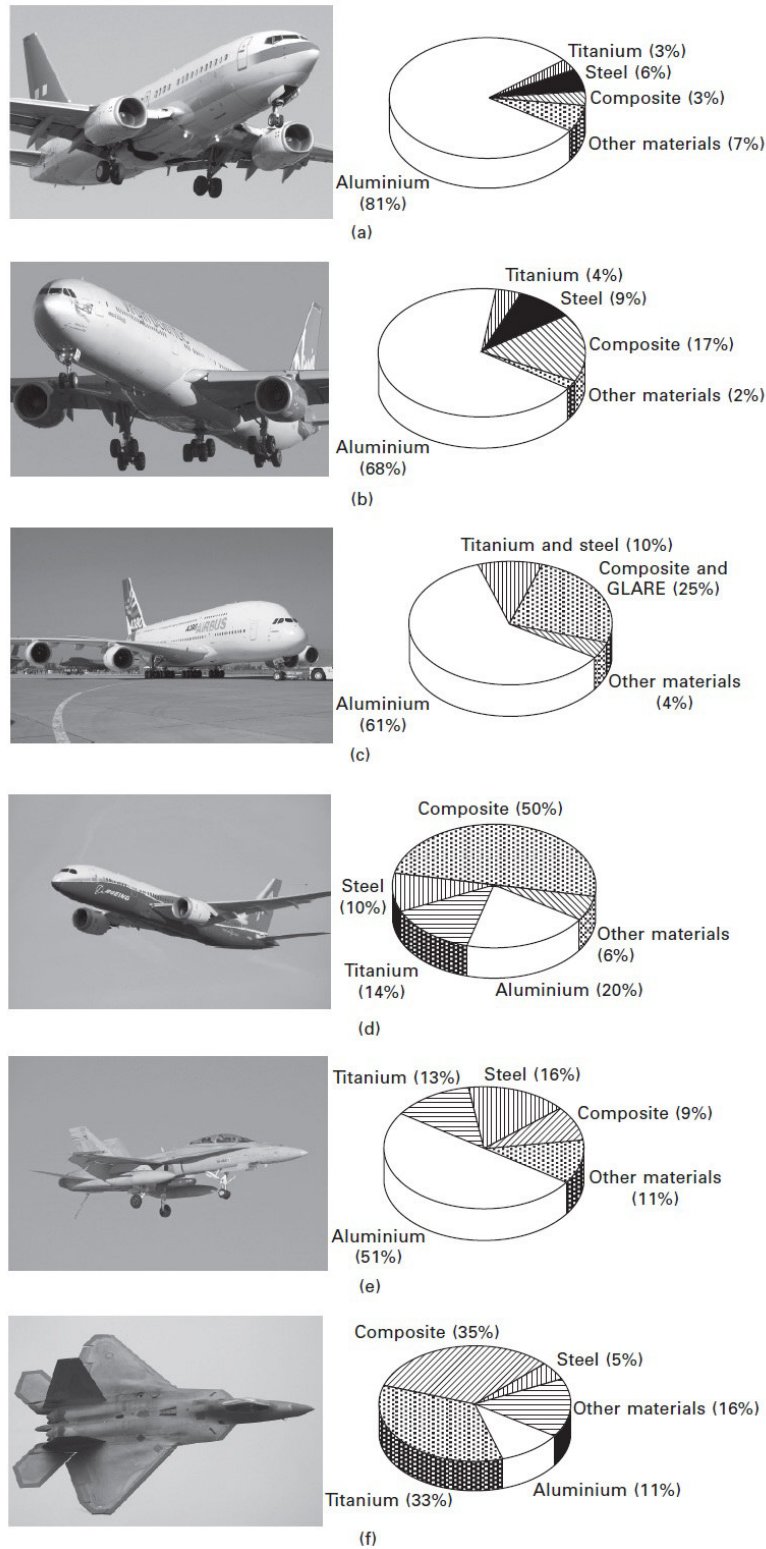 Titanium (3%)
Steel (6%)
Composite (3%)
Other materials (7%)
Aluminium
(81%)
(a)
Titanium (4%)
Steel (9%)
Composite (17%)
Other materials (2%)
Aluminium
(68%)
(b)
Titanium and steel (10%)
Composite and
GLARE (25%)
A380 AIRBUS
Other materials
(4%)
Aluminium
(61%)
(c)
Composite (50%)
BOEING
Steel
(10%)
Other materials
(6%)
Titanium
(14%)
Aluminium (20%)
(d)
Titanium (13%)
Steel (16%)
Composite (9%)
Other materials
(11%)
Aluminium
(51%)
(e)
Composite (35%)
Steel (5%)
Other materials (16%)
Aluminium (11%)
Titanium (33%)
(f)